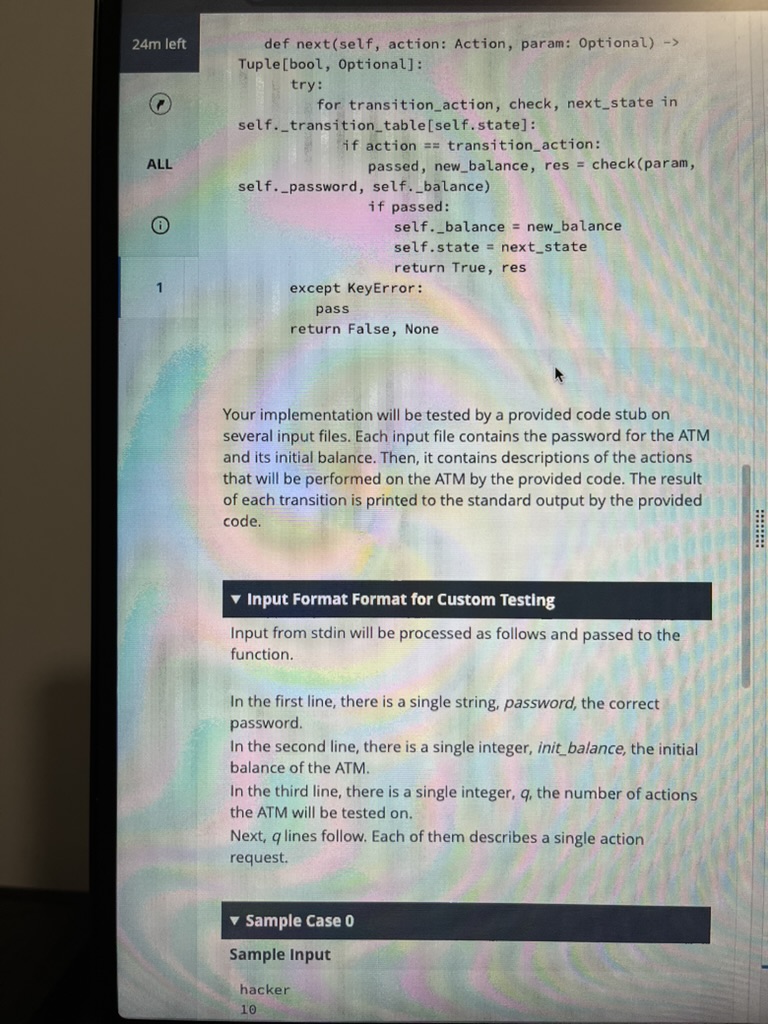 24m left
ALL
1
def next(self, action: Action, param: Optional) ->
Tuple[bool, Optional]:
try:
for transition_action, check, next_state in
self._transition_table[self.state]:
if action == transition_action:
passed, new_balance, res = check(param,
self._password, self._balance)
if passed:
self._balance = new_balance
self.state = next_state
return True, res
except KeyError:
pass
return False, None
Your implementation will be tested by a provided code stub on
several input files. Each input file contains the password for the ATM
and its initial balance. Then, it contains descriptions of the actions
that will be performed on the ATM by the provided code. The result
of each transition is printed to the standard output by the provided
code.
▼ Input Format Format for Custom Testing
Input from stdin will be processed as follows and passed to the
function.
In the first line, there is a single string, password, the correct
password.
In the second line, there is a single integer, init_balance, the initial
balance of the ATM.
In the third line, there is a single integer, q, the number of actions
the ATM will be tested on.
Next, q lines follow. Each of them describes a single action
request.
▼ Sample Case 0
Sample Input
hacker
10